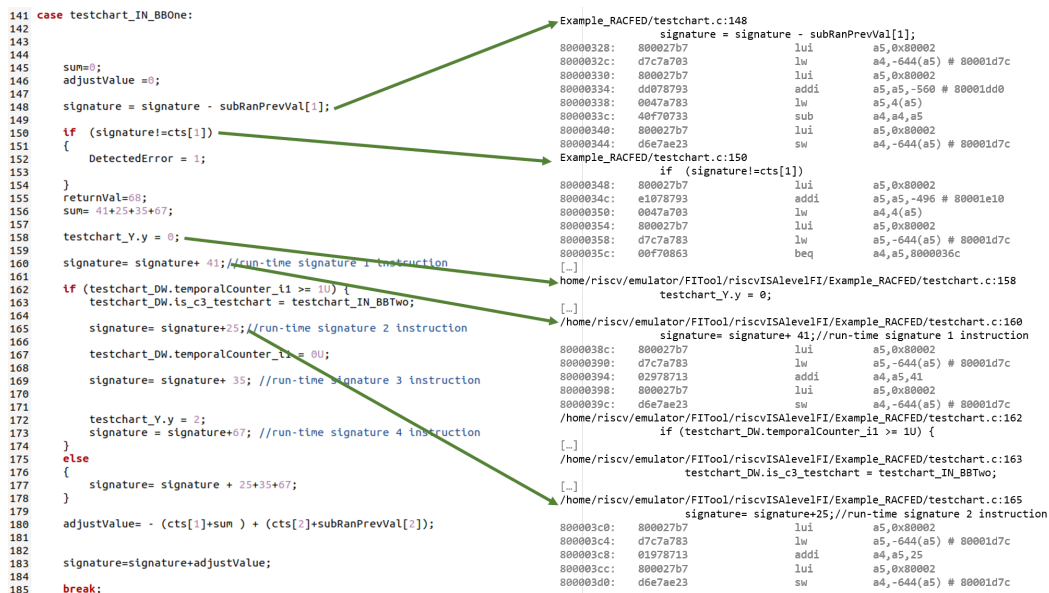 141 case testchart_IN_BBOne:
142
143
144
145 sum=0;
146 adjustValue =0;
147
148 signature = signature - subRanPrevVal[1];
149
150 if (signature!=cts[1])
151 {
152 DetectedError = 1;
153
154 }
155 returnVal=68;
156 sum= 41+25+35+67;
157
158 testchart_Y.y = 0;
159
160 signature= signature+ 41;//run-time signature 1 instruction
161
162 if (testchart_DW.temporalCounter_i1 >= 1U) {
163 testchart_DW.is_c3_testchart = testchart_IN_BBTwo;
164
165 signature= signature+25;//run-time signature 2 instruction
166
167 testchart_DW.temporalCounter_i1 = 0U;
168
169 signature= signature+ 35; //run-time signature 3 instruction
170
171
172 testchart_Y.y = 2;
173 signature = signature+67; //run-time signature 4 instruction
174 }
175 else
176 {
177 signature= signature + 25+35+67;
178 }
179
180 adjustValue= - (cts[1]+sum ) + (cts[2]+subRanPrevVal[2]);
181
182
183 signature=signature+adjustValue;
184
185 break;
Example_RACFED/testchart.c:148
signature = signature - subRanPrevVal[1];
80000328: 800027b7 lui a5,0x80002
8000032c: d7c7a703 lw a4,-644(a5) # 80001d7c
80000330: 800027b7 lui a5,0x80002
80000334: dd078793 addi a5,a5,-560 # 80001dd0
80000338: 0047a783 lw a5,4(a5)
8000033c: 40f70733 sub a4,a4,a5
80000340: 800027b7 lui a5,0x80002
80000344: d6e7ae23 sw a4,-644(a5) # 80001d7c
Example_RACFED/testchart.c:150
if (signature!=cts[1])
80000348: 800027b7 lui a5,0x80002
8000034c: e1078793 addi a5,a5,-496 # 80001e10
80000350: 0047a703 lw a4,4(a5)
80000354: 800027b7 lui a5,0x80002
80000358: d7c7a783 lw a5,-644(a5) # 80001d7c
8000035c: 00f70863 beq a4,a5,8000036c
[…]
home/riscv/emulator/FITool/riscvISAlevelFI/Example_RACFED/testchart.c:158
testchart_Y.y = 0;
[…]
/home/riscv/emulator/FITool/riscvISAlevelFI/Example_RACFED/testchart.c:160
signature= signature+ 41;//run-time signature 1 instruction
8000038c: 800027b7 lui a5,0x80002
80000390: d7c7a783 lw a5,-644(a5) # 80001d7c
80000394: 02978713 addi a4,a5,41
80000398: 800027b7 lui a5,0x80002
8000039c: d6e7ae23 sw a4,-644(a5) # 80001d7c
/home/riscv/emulator/FITool/riscvISAlevelFI/Example_RACFED/testchart.c:162
if (testchart_DW.temporalCounter_i1 >= 1U) {
[…]
/home/riscv/emulator/FITool/riscvISAlevelFI/Example_RACFED/testchart.c:163
testchart_DW.is_c3_testchart = testchart_IN_BBTwo;
[…]
/home/riscv/emulator/FITool/riscvISAlevelFI/Example_RACFED/testchart.c:165
signature= signature+25;//run-time signature 2 instruction
800003c0: 800027b7 lui a5,0x80002
800003c4: d7c7a783 lw a5,-644(a5) # 80001d7c
800003c8: 01978713 addi a4,a5,25
800003cc: 800027b7 lui a5,0x80002
800003d0: d6e7ae23 sw a4,-644(a5) # 80001d7c